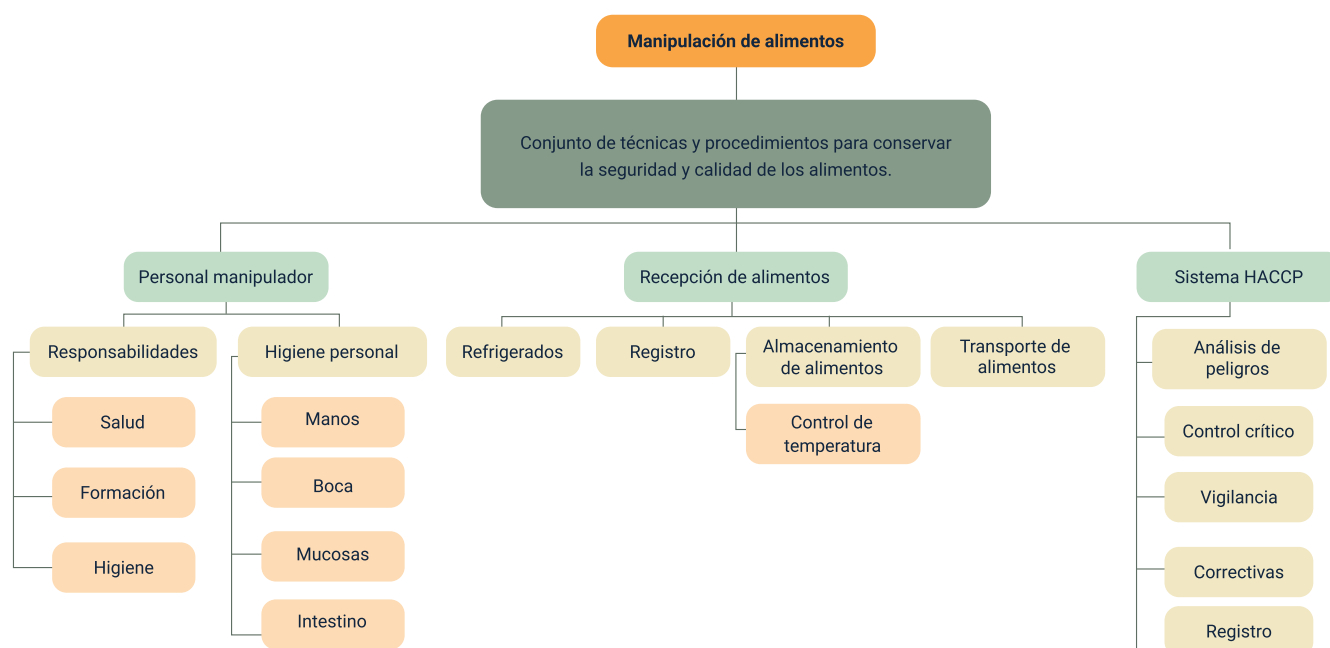 Manipulación de alimentos
Conjunto de técnicas y procedimientos para conservar
la seguridad y calidad de los alimentos.
Personal manipulador
Recepción de alimentos
Sistema HACCP
Responsabilidades
Higiene personal
Refrigerados
Registro
Almacenamiento
de alimentos
Transporte de
alimentos
Análisis de
peligros
Salud
Formación
Higiene
Manos
Boca
Mucosas
Intestino
Control de
temperatura
Control crítico
Vigilancia
Correctivas
Registro